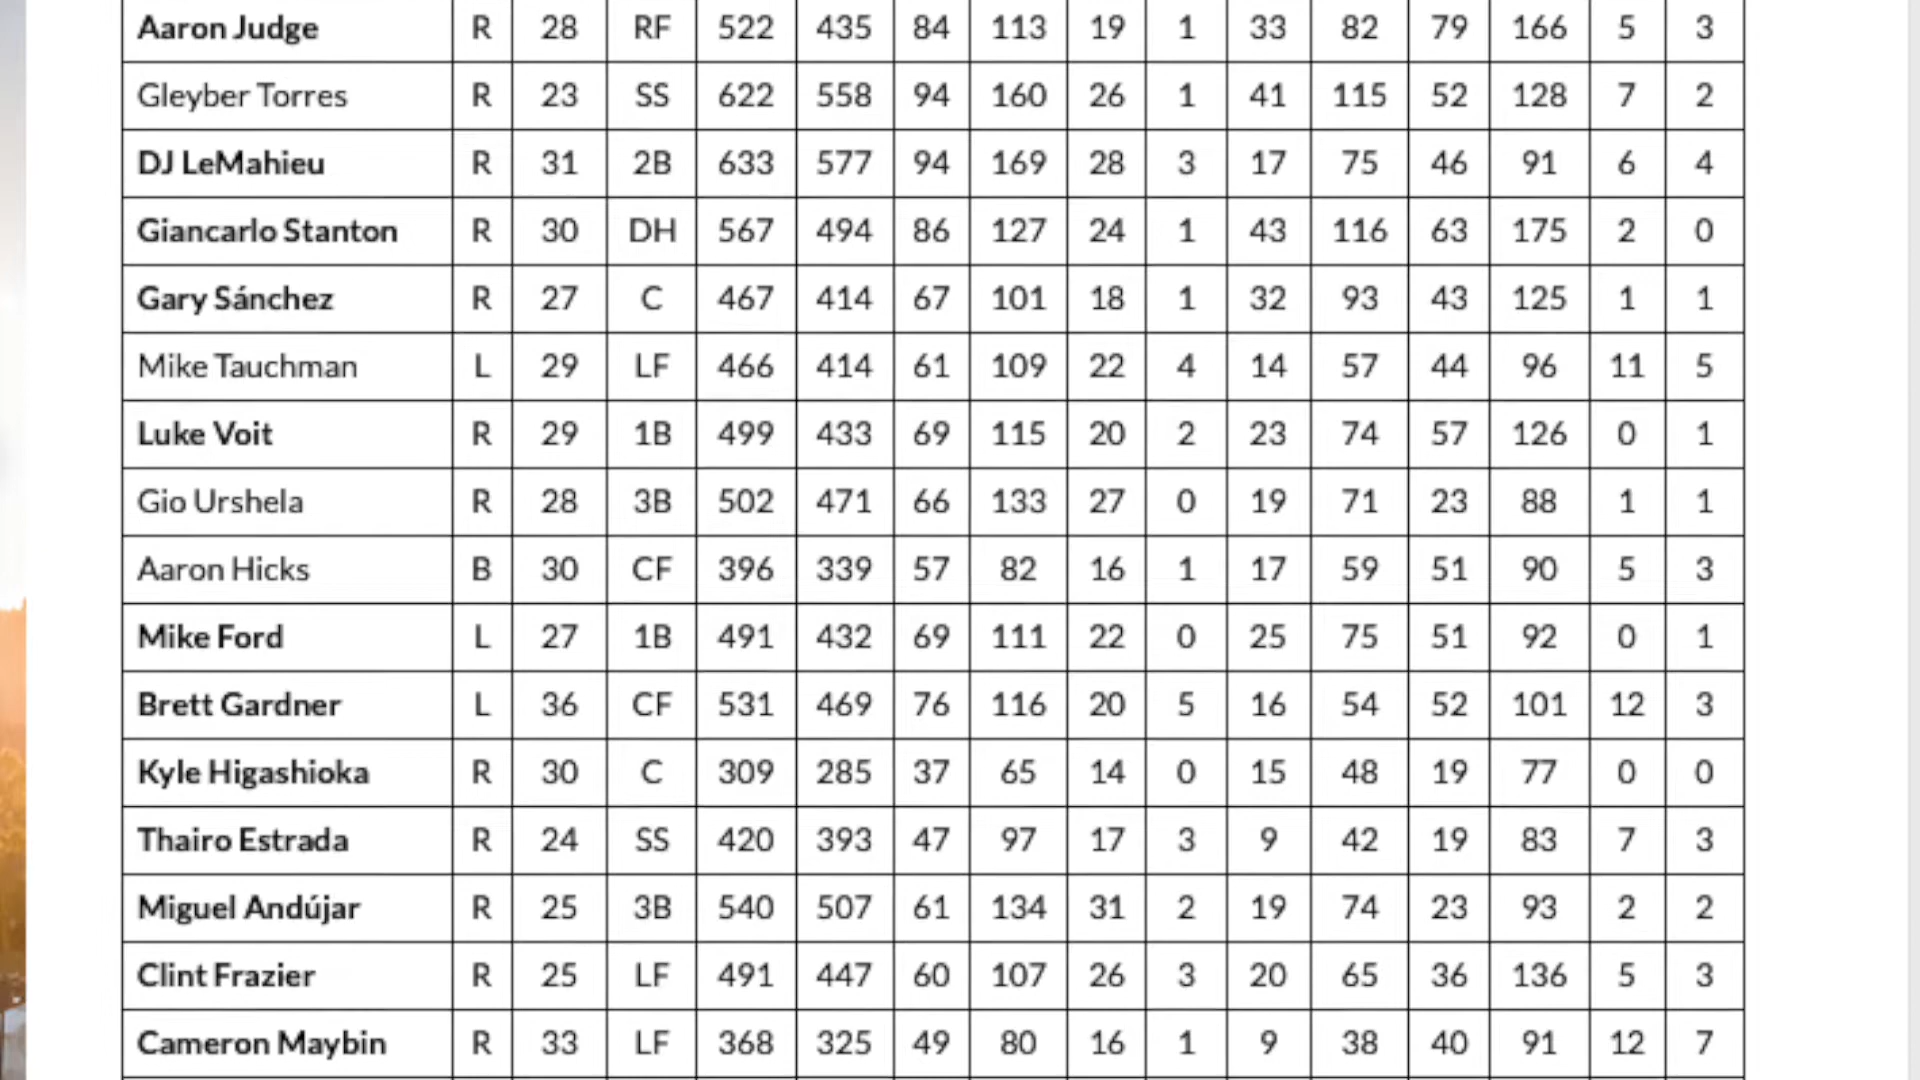 Aaron Judge R 28 RF 522 435 84 113 19 1 33 82 79 166 5 3
Gleyber Torres R 23 SS 622 558 94 160 26 1 41 115 52 128 7 2
DJ LeMahieu R 31 2B 633 577 94 169 28 3 17 75 46 91 6 4
Giancarlo Stanton R 30 DH 567 494 86 127 24 1 43 116 63 175 2 0
Gary Sánchez R 27 C 467 414 67 101 18 1 32 93 43 125 1 1
Mike Tauchman L 29 LF 466 414 61 109 22 4 14 57 44 96 11 5
Luke Voit R 29 1B 499 433 69 115 20 2 23 74 57 126 0 1
Gio Urshela R 28 3B 502 471 66 133 27 0 19 71 23 88 1 1
Aaron Hicks B 30 CF 396 339 57 82 16 1 17 59 51 90 5 3
Mike Ford L 27 1B 491 432 69 111 22 0 25 75 51 92 0 1
Brett Gardner L 36 CF 531 469 76 116 20 5 16 54 52 101 12 3
Kyle Higashioka R 30 C 309 285 37 65 14 0 15 48 19 77 0 0
Thairo Estrada R 24 SS 420 393 47 97 17 3 9 42 19 83 7 3
Miguel Andújar R 25 3B 540 507 61 134 31 2 19 74 23 93 2 2
Clint Frazier R 25 LF 491 447 60 107 26 3 20 65 36 136 5 3
Cameron Maybin R 33 LF 368 325 49 80 16 1 9 38 40 91 12 7